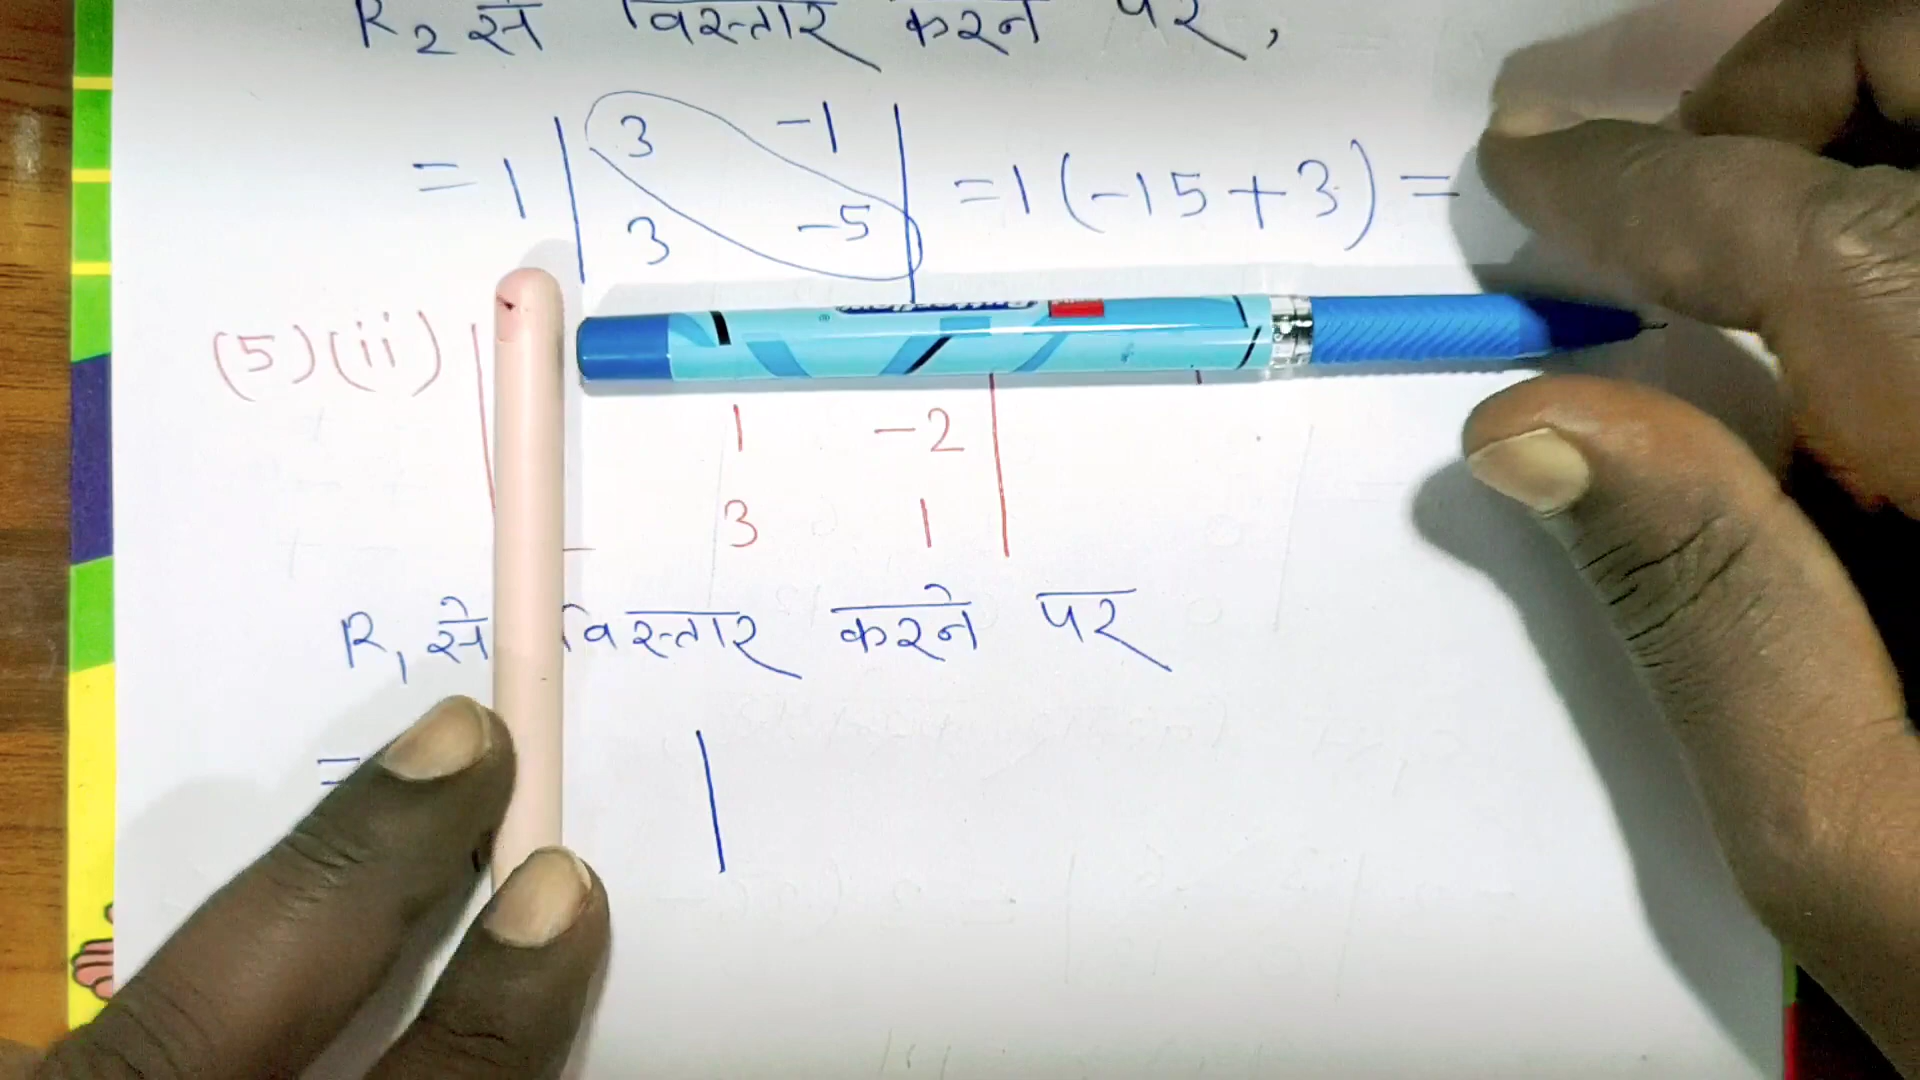 R2 से विस्तार करने पर,
= 1 | 3 -1 | = 1 (-15 + 3) =
3 -5
(5) (ii)
1 -2
3 1
R1 से विस्तार करने पर
= |